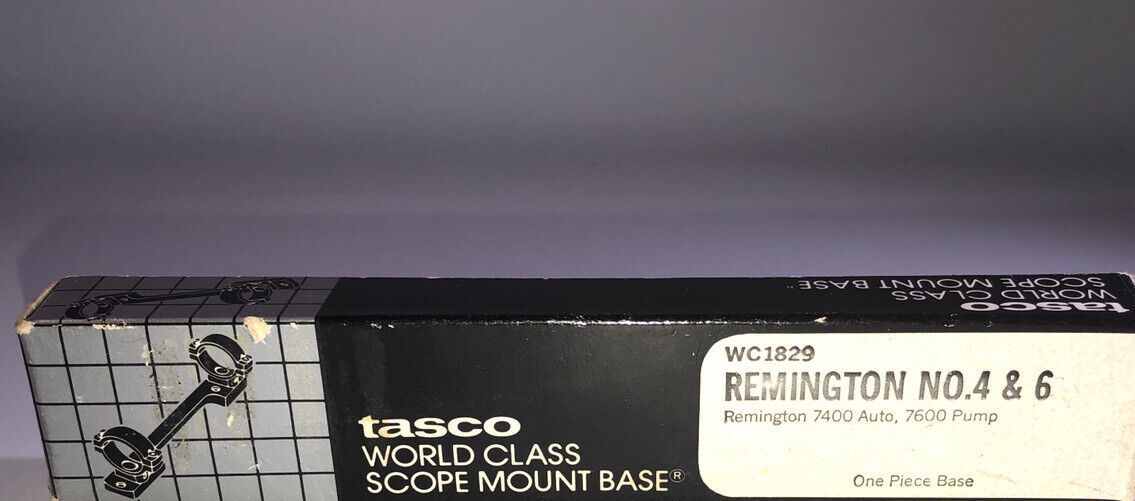 tasco
WORLD CLASS
SCOPE MOUNT BASE™
tasco
WORLD CLASS
SCOPE MOUNT BASE®
WC1829
REMINGTON NO.4 & 6
Remington 7400 Auto, 7600 Pump
One Piece Base